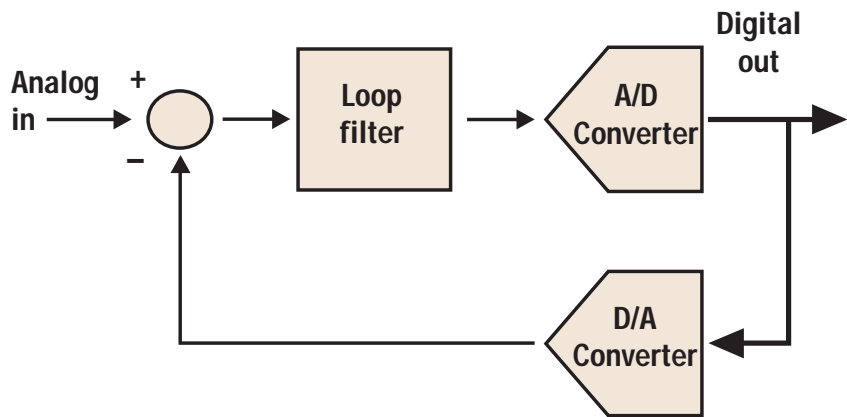 Analog
in
+
−
Loop
filter
A/D
Converter
Digital
out
D/A
Converter